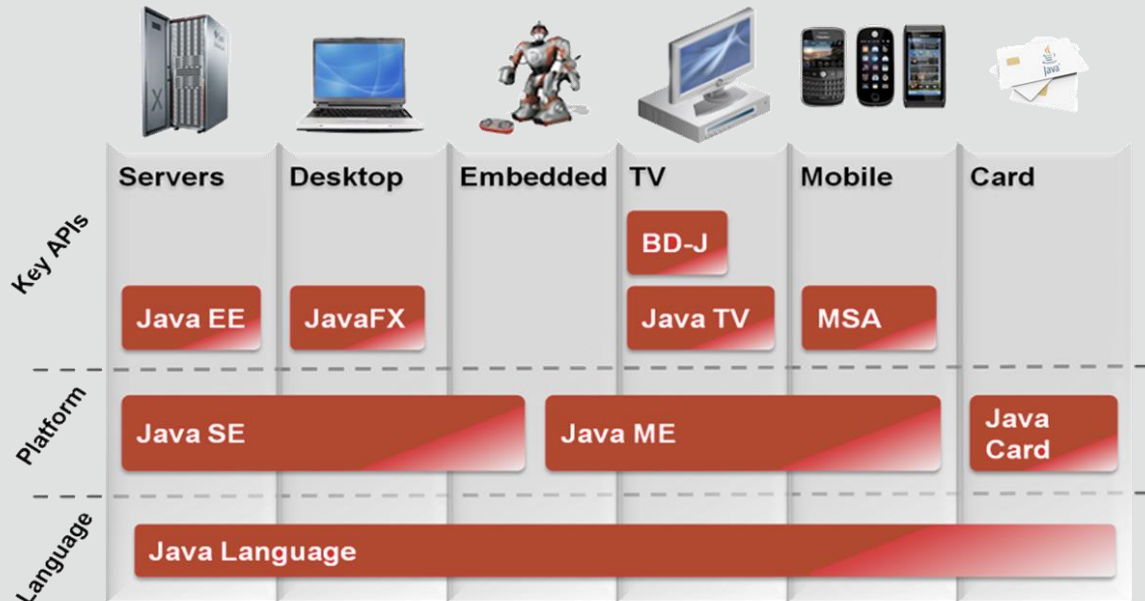 Java
Servers
Desktop
Embedded
TV
Mobile
Card
Key APIs
BD-J
Java EE
JavaFX
Java TV
MSA
Platform
Java SE
Java ME
Java
Card
Language
Java Language